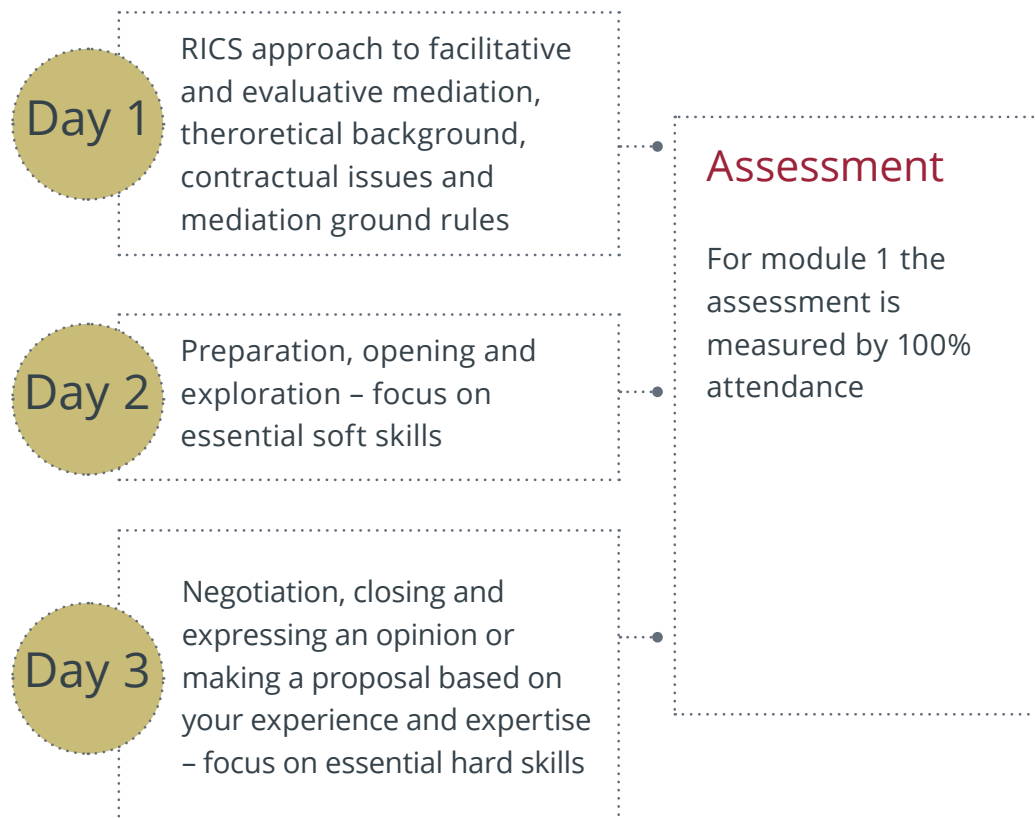 Day 1
RICS approach to facilitative
and evaluative mediation,
theroretical background,
contractual issues and
mediation ground rules
Day 2
Preparation, opening and
exploration – focus on
essential soft skills
Day 3
Negotiation, closing and
expressing an opinion or
making a proposal based on
your experience and expertise
– focus on essential hard skills
Assessment
For module 1 the
assessment is
measured by 100%
attendance